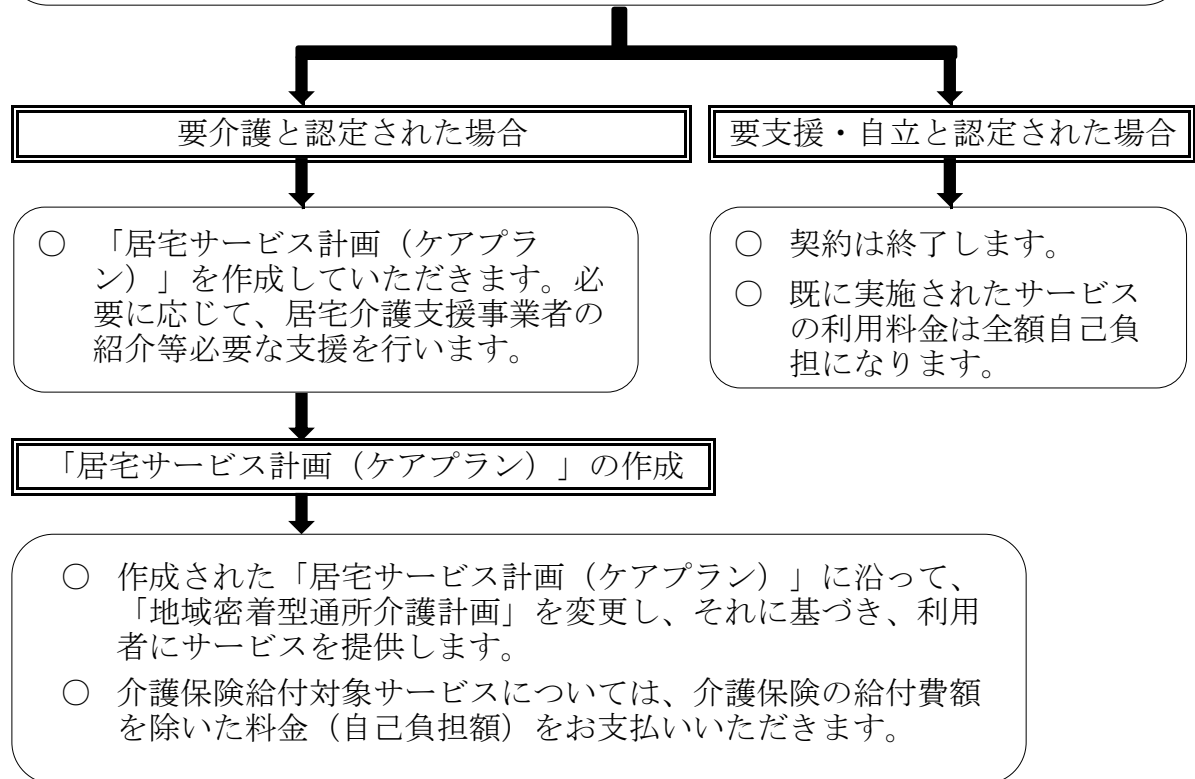 要介護と認定された場合
要支援・自立と認定された場合
○ 「居宅サービス計画(ケアプラ
ン)」を作成していただきます。必
要に応じて、居宅介護支援事業者の
紹介等必要な支援を行います。
○ 契約は終了します。
○ 既に実施されたサービス
の利用料金は全額自己負
担になります。
「居宅サービス計画(ケアプラン)」の作成
○ 作成された「居宅サービス計画(ケアプラン)」に沿って、
「地域密着型通所介護計画」を変更し、それに基づき、利用
者にサービスを提供します。
○ 介護保険給付対象サービスについては、介護保険の給付費額
を除いた料金(自己負担額)をお支払いいただきます。